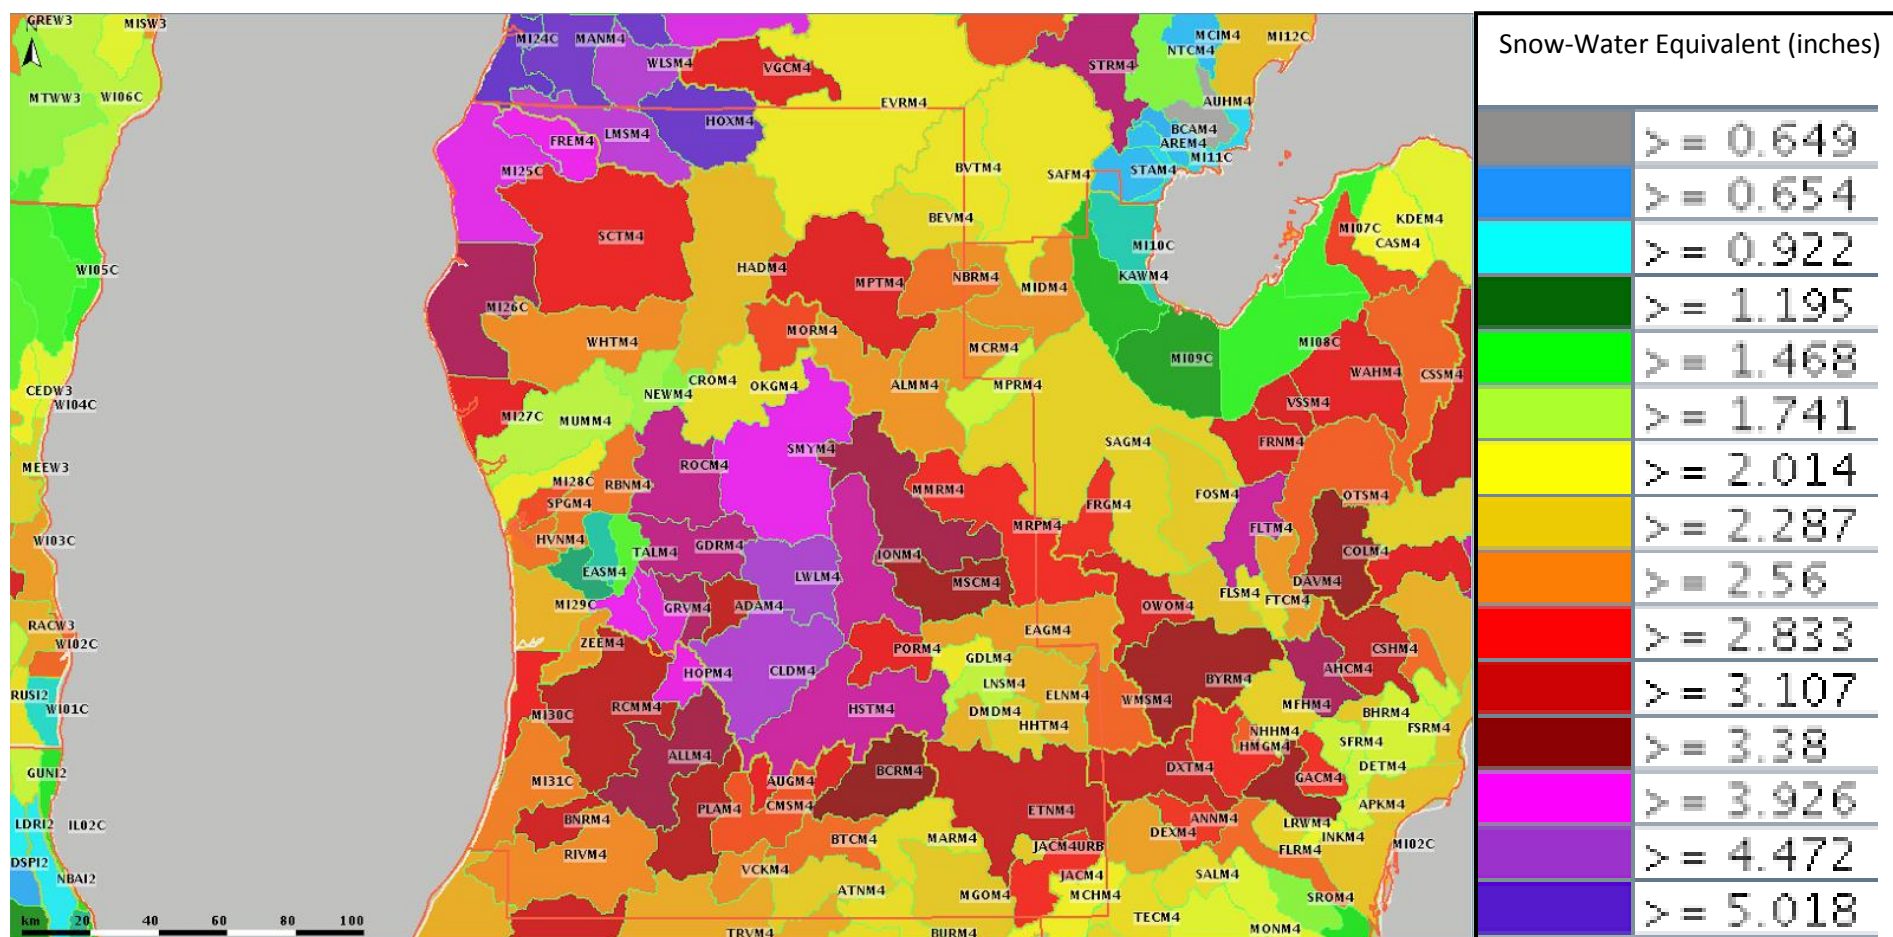 GREW3
MISW3
N
MI24C
MANM4
MCIM4
MI12C
NTCM4
WLSM4
VGCM4
STRM4
MTWW3
WI06C
EVRM4
AUHM4
HOXM4
BCAM4
LMSM4
FREM4
AREM4
MI11C
MI25C
BVTM4
SAFM4
STAM4
BEVM4
KDEM4
MI07C
SCTM4
CASM4
MI10C
WI05C
HADM4
NBRM4
KAWM4
MPTM4
MIDM4
MI26C
MORM4
WHTM4
MCRM4
MI08C
MI09C
CROM4
OKGM4
ALMM4
MPRM4
WAHM4
CSSM4
CEDW3
NEWM4
WI04C
VSSM4
MI27C
MUMM4
SAGM4
FRNM4
SMYM4
MEEW3
ROCM4
MI28C
RBNM4
MMRM4
FOSM4
OTSM4
SPGM4
FRGM4
MRPM4
FLTM4
WI03C
HVNM4
GDRM4
TALM4
IONM4
COLM4
EASM4
LWLM4
MSCM4
DAVM4
MI29C
GRVM4
ADAM4
OWOM4
FLSM4
FTCM4
RACW3
EAGM4
WI02C
ZEEM4
PORM4
CSHM4
GDLM4
HOPM4
CLDM4
AHCM4
BYRM4
LNSM4
RUSI2
ELNM4
WMSM4
WI01C
RCMM4
HSTM4
MFHM4
MI30C
DMDM4
BHRM4
HHTM4
FSRM4
NHHM4
SFRM4
HMGM4
ALLM4
DETM4
GUNI2
BCRM4
DXTM4
MI31C
AUGM4
GACM4
CMSM4
PLAM4
ETNM4
APKM4
LDRI2
IL02C
BNRM4
ANNM4
LRWM4
DEXM4
BTCM4
MARM4
INKM4
JACM4URB
MI02C
RIVM4
FLRM4
DSPI2
VCKM4
NBAI2
JACM4
SALM4
ATNM4
MGOM4
MCHM4
SROM4
km 20 40 60 80 100
TECM4
TRVM4
BURM4
MONM4
Snow-Water Equivalent (inches)
>= 0.649
>= 0.654
>= 0.922
>= 1.195
>= 1.468
>= 1.741
>= 2.014
>= 2.287
>= 2.56
>= 2.833
>= 3.107
>= 3.38
>= 3.926
>= 4.472
>= 5.018